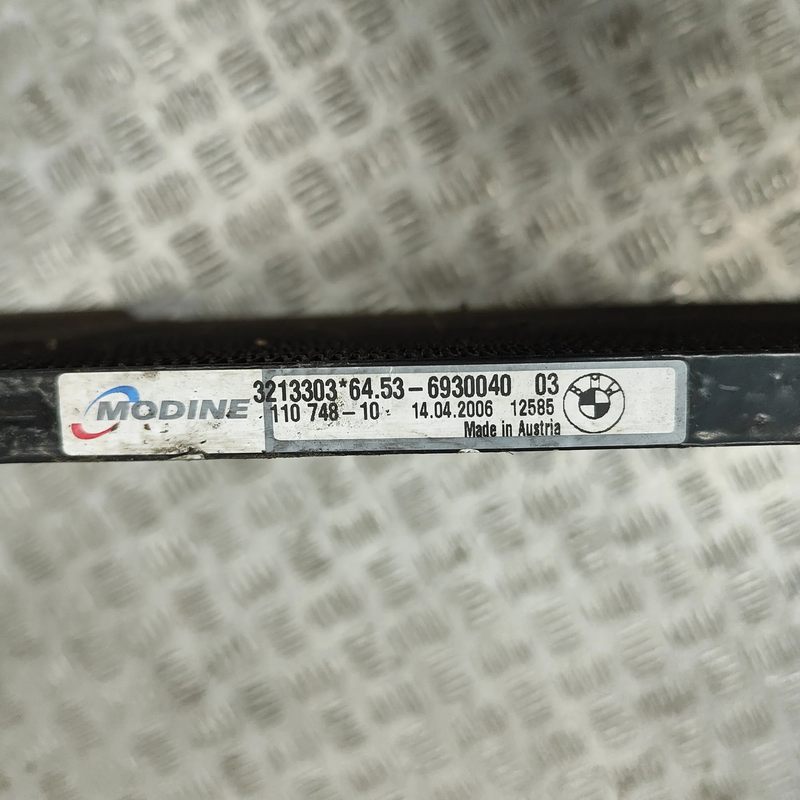 MODINE
3213303*64.53-6930040 03
110 748-10 14.04.2006 12585
Made in Austria